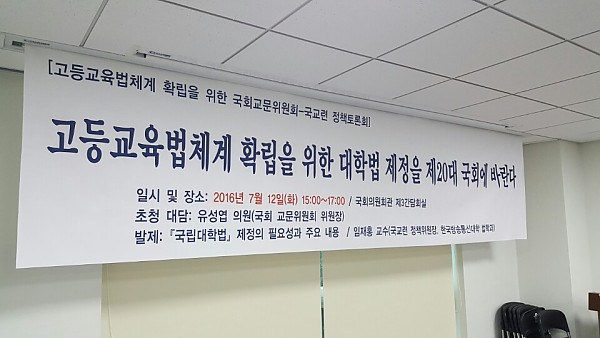 [고등교육법체계 확립을 위한 국회교문위원회-국교련 정책토론회]
고등교육법체계 확립을 위한 대학법 제정을 제20대 국회에 바란다
일시 및 장소: 2016년 7월 12일(화) 15:00~17:00 / 국회의원회관 제3간담회실
초청 대담: 유성엽 의원(국회 교문위원회 위원장)
발제: 『국립대학법』 제정의 필요성과 주요 내용 / 임재홍 교수(국교련 정책위원장, 한국방송통신대학 법학과)